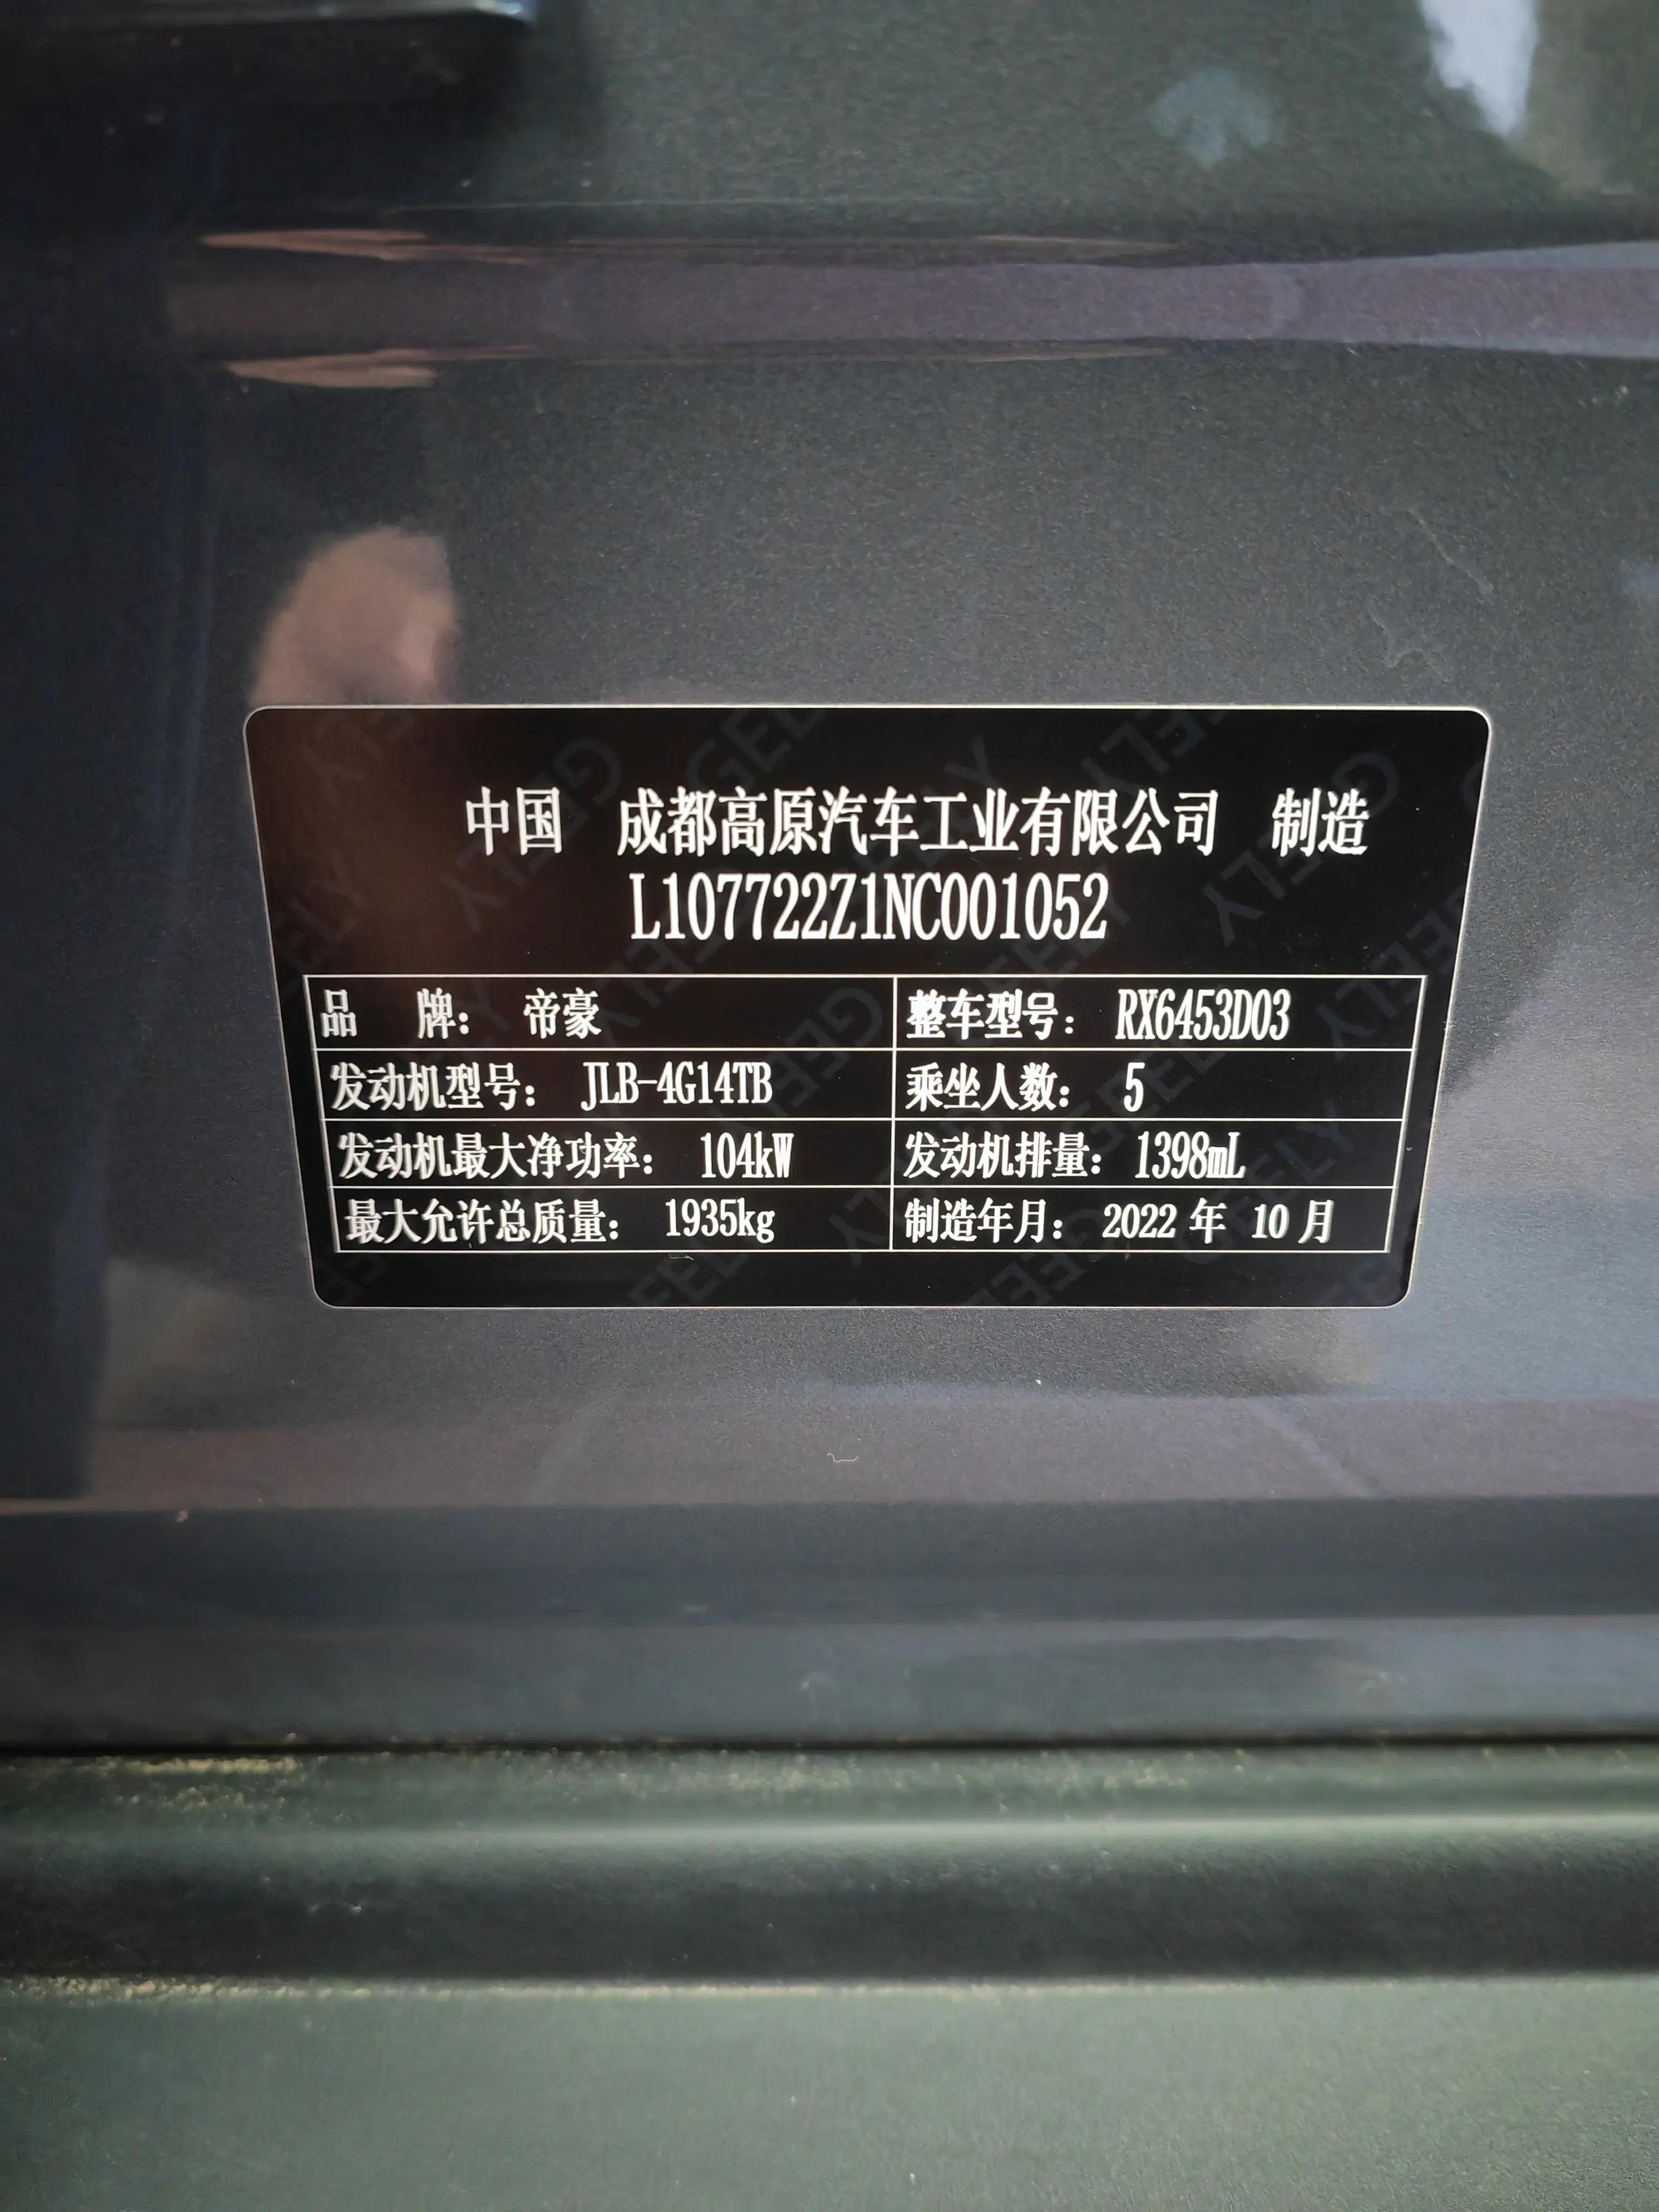 中国 成都高原汽车工业有限公司 制造
L107722Z1NC001052
品 牌： 帝豪 整车型号： RX6453D03
发动机型号： JLB-4G14TB 乘坐人数： 5
发动机最大净功率： 104kW 发动机排量： 1398mL
最大允许总质量： 1935kg 制造年月： 2022 年 10 月